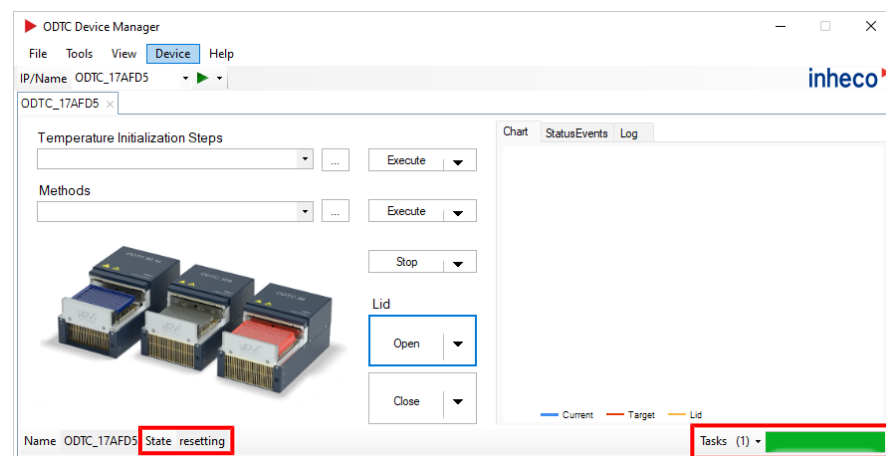 ODTC Device Manager
File Tools View Device Help
IP/Name ODTC_17AFD5
inheco
ODTC_17AFD5
Temperature Initialization Steps
... Execute
Methods
... Execute
Stop
Lid
Open
Close
Chart StatusEvents Log
Current Target Lid
Name ODTC_17AFD5 State resetting
Tasks (1)